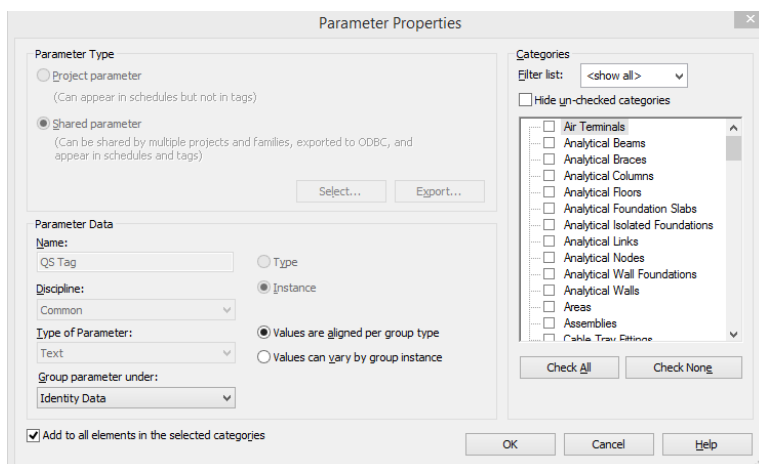 Parameter Properties
Parameter Type
Project parameter
(Can appear in schedules but not in tags)
Shared parameter
(Can be shared by multiple projects and families, exported to ODBC, and
appear in schedules and tags)
Select...
Export...
Parameter Data
Name:
QS Tag
Type
Discipline:
Instance
Common
Type of Parameter:
Values are aligned per group type
Text
Values can vary by group instance
Group parameter under:
Identity Data
Add to all elements in the selected categories
Categories
Filter list:
<show all>
Hide un-checked categories
Air Terminals
Analytical Beams
Analytical Braces
Analytical Columns
Analytical Floors
Analytical Foundation Slabs
Analytical Isolated Foundations
Analytical Links
Analytical Nodes
Analytical Wall Foundations
Analytical Walls
Areas
Assemblies
Cable Tray Fittings
Check All
Check None
OK
Cancel
Help